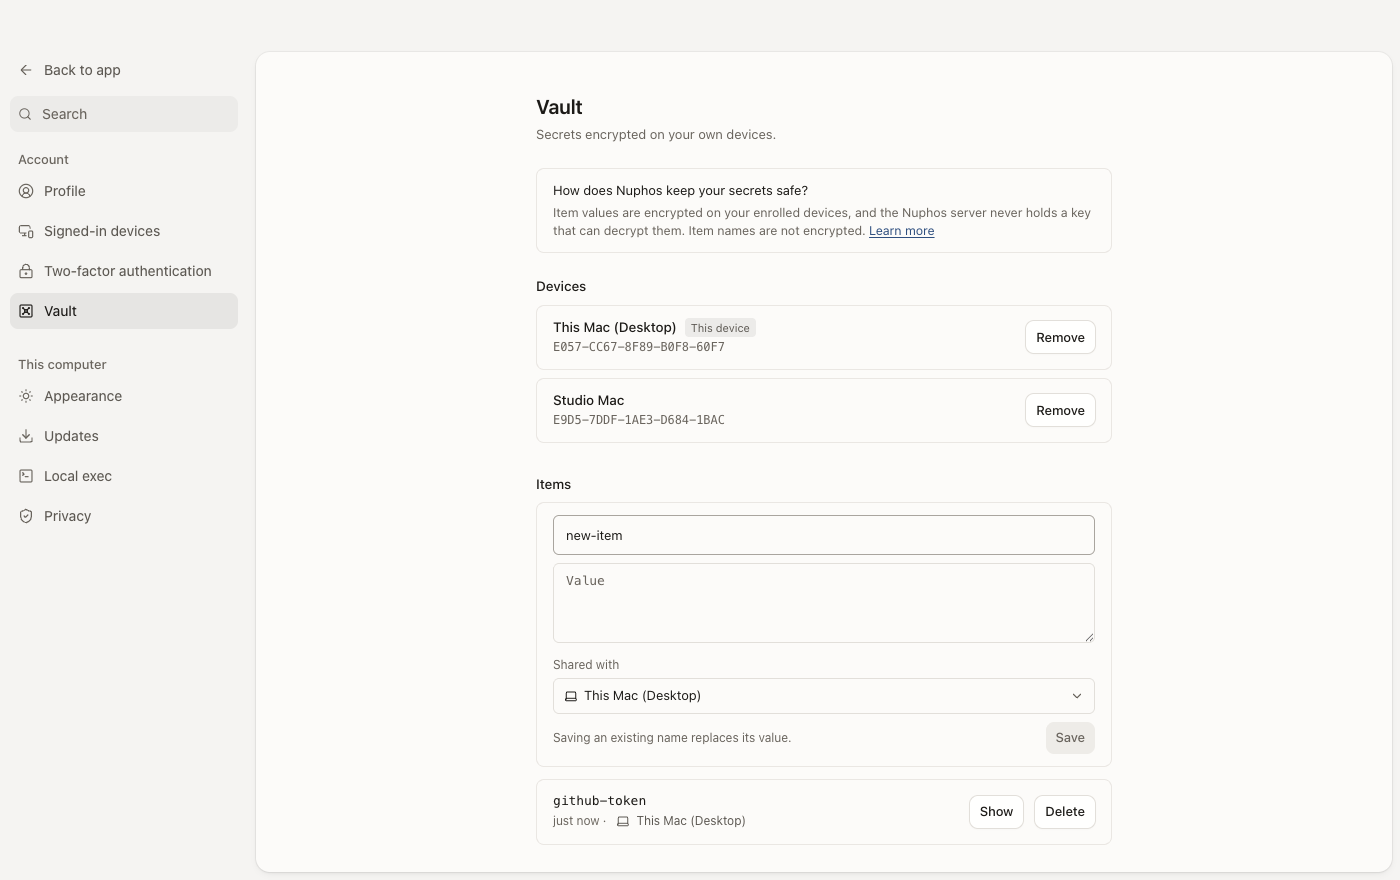 Back to app
Search
Account
Profile
Signed-in devices
Two-factor authentication
Vault
This computer
Appearance
Updates
Local exec
Privacy
Vault
Secrets encrypted on your own devices.
How does Nuphos keep your secrets safe?
Item values are encrypted on your enrolled devices, and the Nuphos server never holds a key
that can decrypt them. Item names are not encrypted. Learn more
Devices
This Mac (Desktop) This device
E057-CC67-8F89-B0F8-60F7
Remove
Studio Mac
E9D5-7DDF-1AE3-D684-1BAC
Remove
Items
new-item
Value
Shared with
This Mac (Desktop)
Saving an existing name replaces its value.
Save
github-token
just now · This Mac (Desktop)
Show
Delete